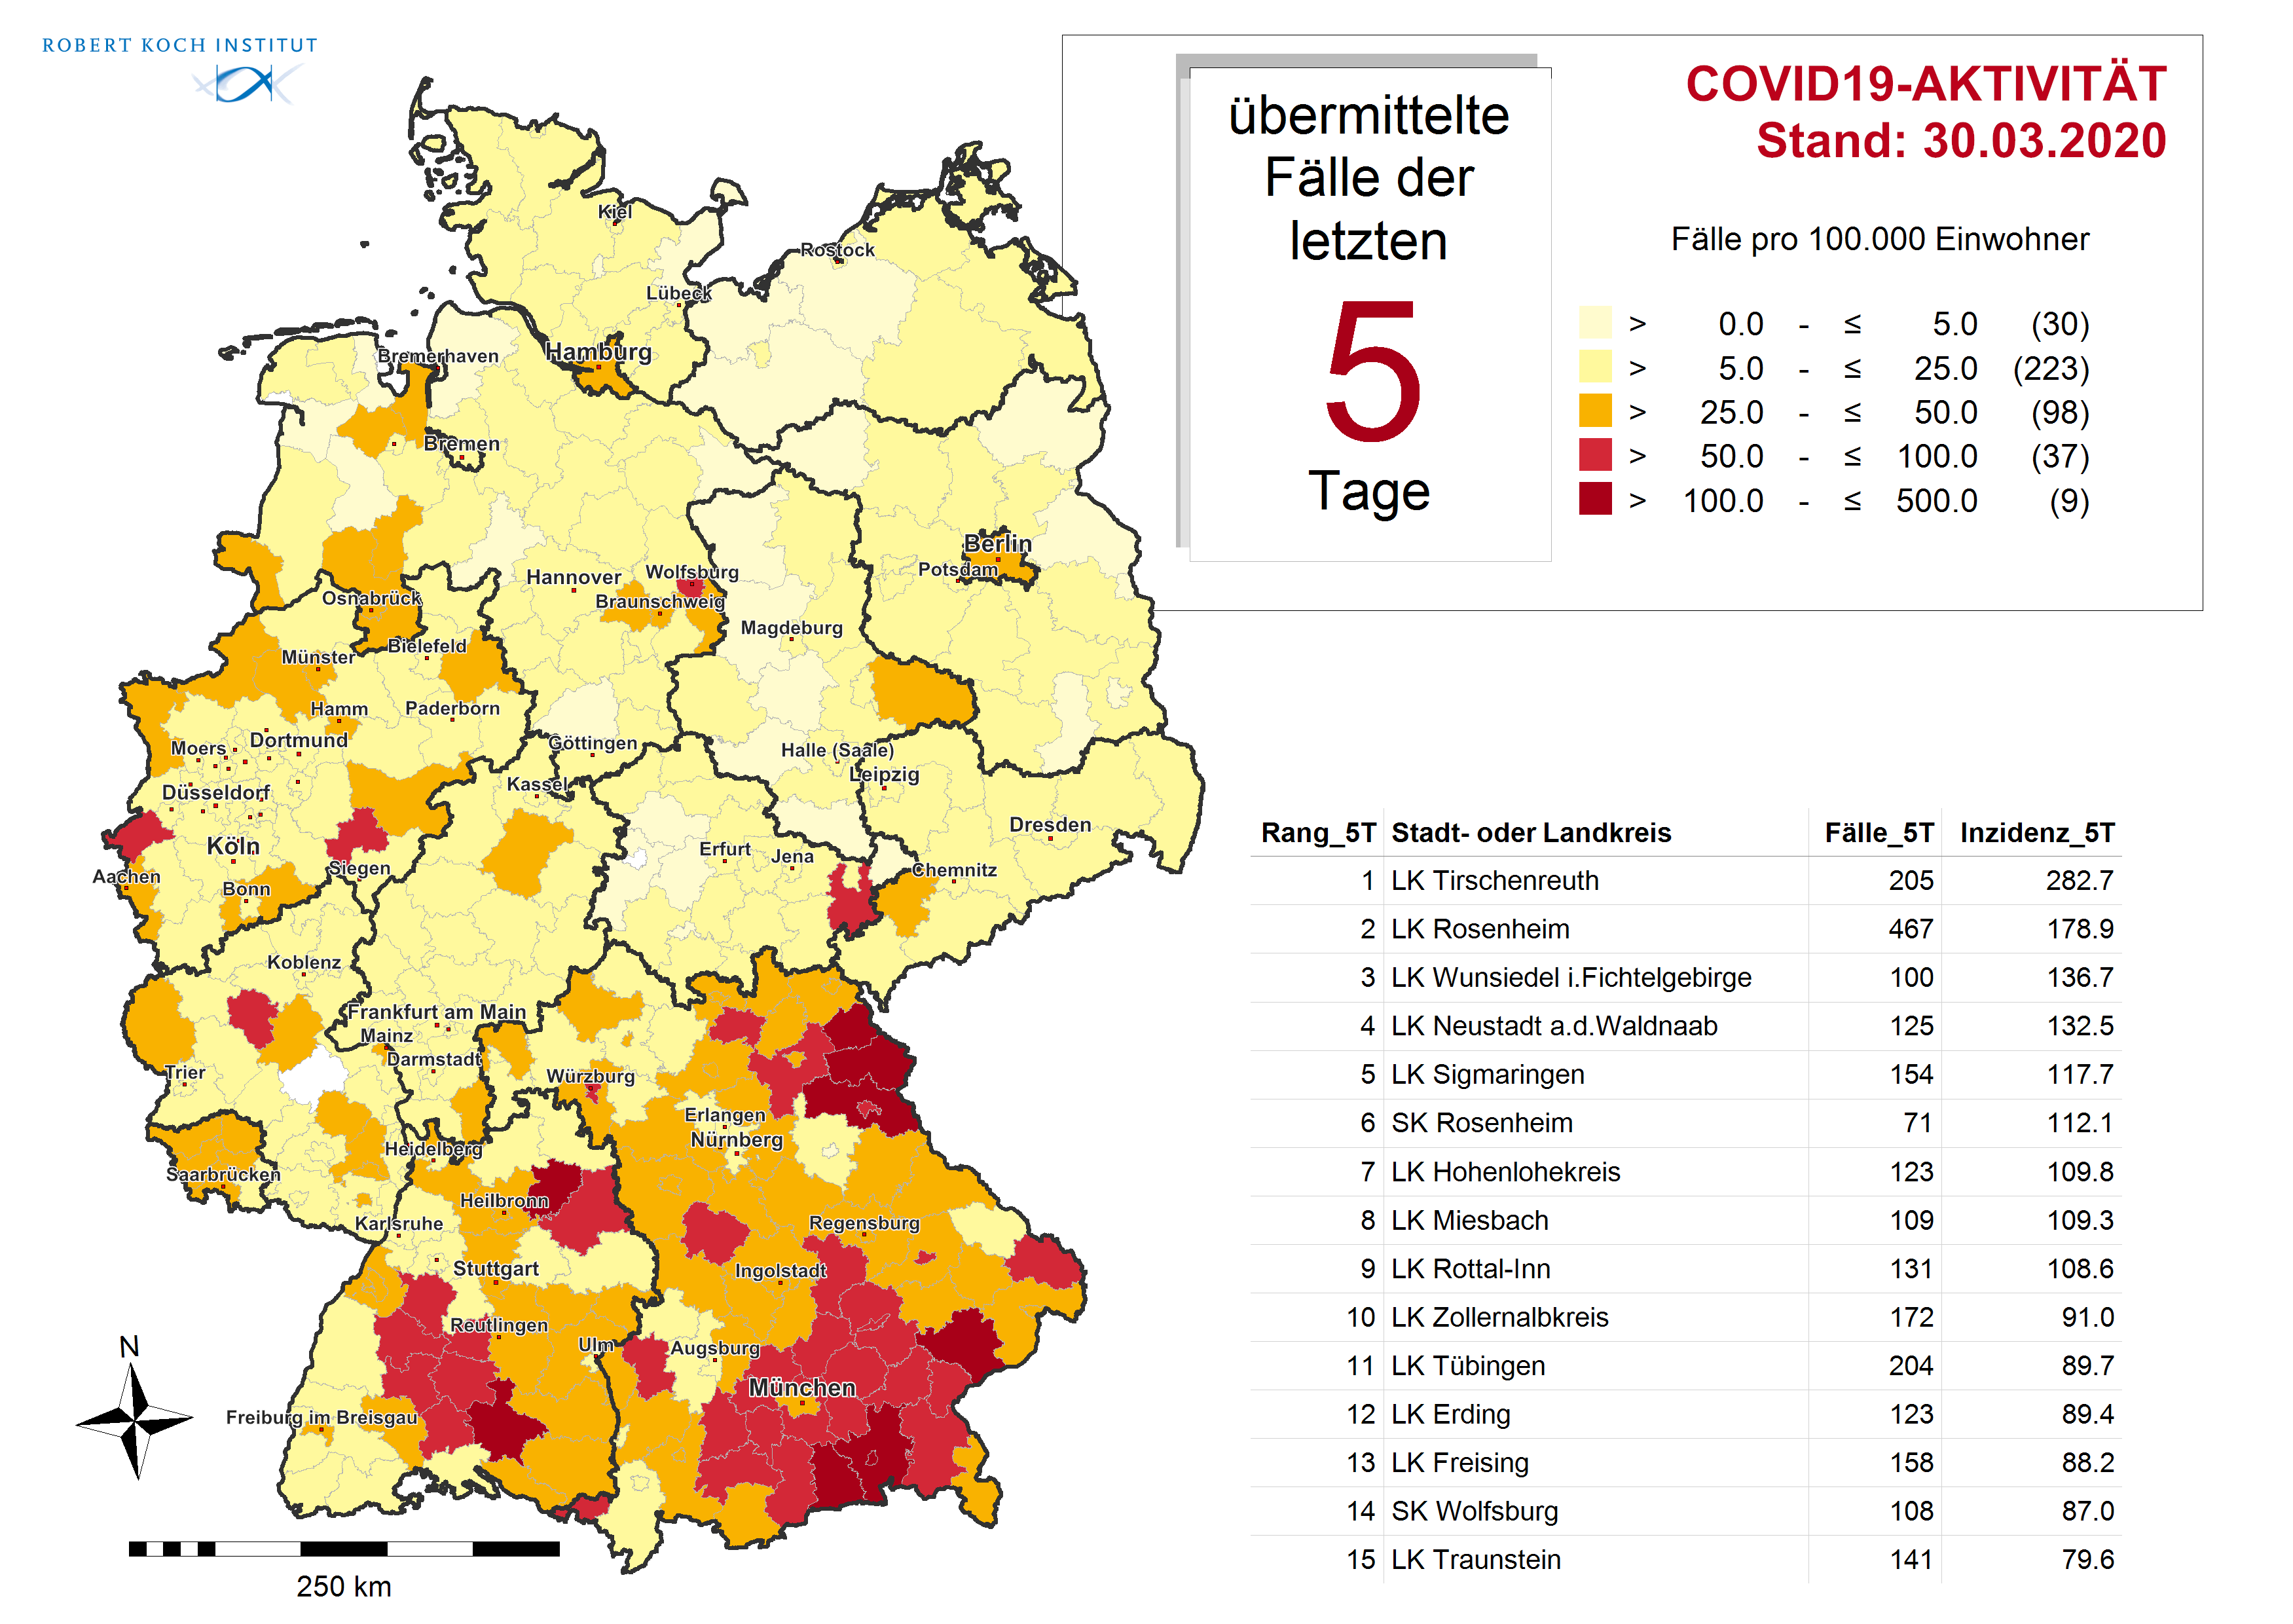 ROBERT KOCH INSTITUT
übermittelte
Fälle der
letzten
5
Tage
COVID19-AKTIVITÄT
Stand: 30.03.2020
Fälle pro 100.000 Einwohner
> 0.0 - ≤ 5.0 (30)
> 5.0 - ≤ 25.0 (223)
> 25.0 - ≤ 50.0 (98)
> 50.0 - ≤ 100.0 (37)
> 100.0 - ≤ 500.0 (9)
Kiel
Rostock
Lübeck
Bremerhaven
Hamburg
Bremen
Berlin
Potsdam
Hannover
Wolfsburg
Braunschweig
Osnabrück
Magdeburg
Bielefeld
Münster
Hamm
Paderborn
Moers
Dortmund
Göttingen
Halle (Saale)
Leipzig
Kassel
Düsseldorf
Dresden
Köln
Erfurt
Jena
Siegen
Chemnitz
Aachen
Bonn
Koblenz
Frankfurt am Main
Mainz
Darmstadt
Trier
Würzburg
Erlangen
Nürnberg
Heidelberg
Saarbrücken
Heilbronn
Karlsruhe
Regensburg
Stuttgart
Ingolstadt
Reutlingen
Ulm
Augsburg
München
Freiburg im Breisgau
N
250 km
Rang_5T Stadt- oder Landkreis Fälle_5T Inzidenz_5T
1 LK Tirschenreuth 205 282.7
2 LK Rosenheim 467 178.9
3 LK Wunsiedel i.Fichtelgebirge 100 136.7
4 LK Neustadt a.d.Waldnaab 125 132.5
5 LK Sigmaringen 154 117.7
6 SK Rosenheim 71 112.1
7 LK Hohenlohekreis 123 109.8
8 LK Miesbach 109 109.3
9 LK Rottal-Inn 131 108.6
10 LK Zollernalbkreis 172 91.0
11 LK Tübingen 204 89.7
12 LK Erding 123 89.4
13 LK Freising 158 88.2
14 SK Wolfsburg 108 87.0
15 LK Traunstein 141 79.6